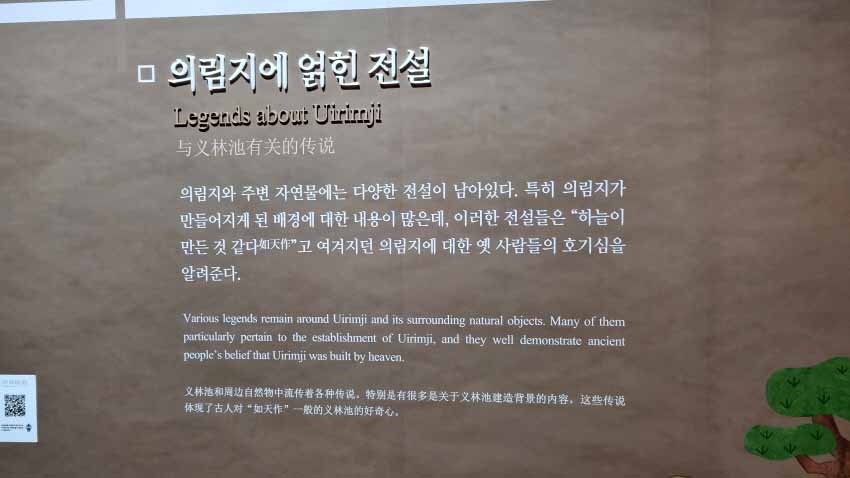 의림지에 얽힌 전설
Legends about Uirimji
与义林池有关的传说
의림지와 주변 자연물에는 다양한 전설이 남아있다. 특히 의림지가
만들어지게 된 배경에 대한 내용이 많은데, 이러한 전설들은 “하늘이
만든 것 같다如天作”고 여겨지던 의림지에 대한 옛 사람들의 호기심을
알려준다.
Various legends remain around Uirimji and its surrounding natural objects. Many of them
particularly pertain to the establishment of Uirimji, and they well demonstrate ancient
people’s belief that Uirimji was built by heaven.
义林池和周边自然物中流传着各种传说，特别是有很多是关于义林池建造背景的内容，这些传说
体现了古人对“如天作”一般的义林池的好奇心。